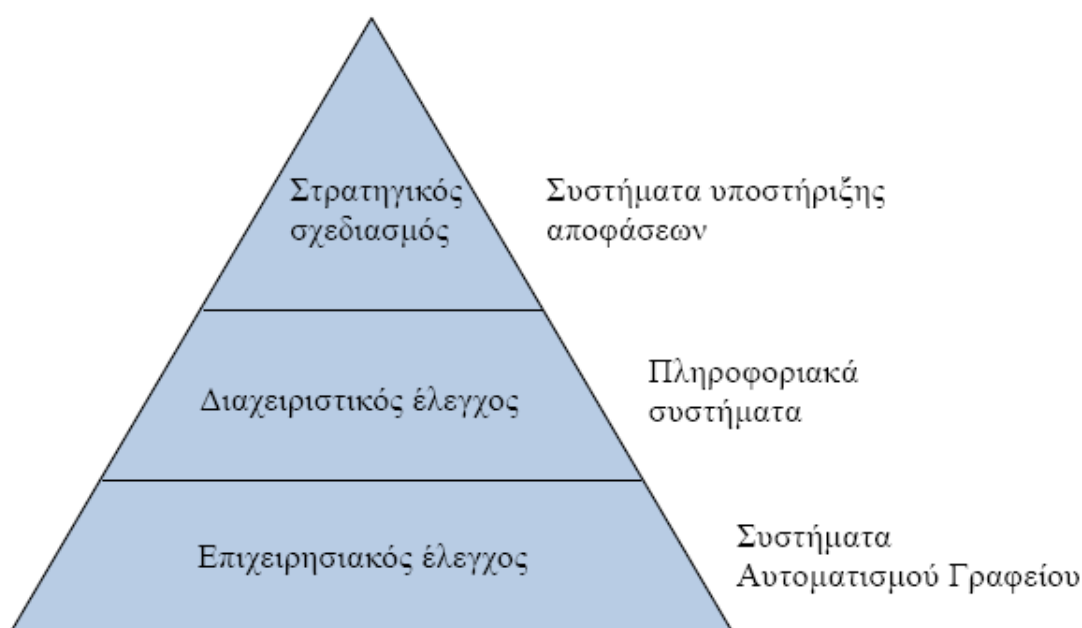 Στρατηγικός
σχεδιασμός
Συστήματα υποστήριξης
αποφάσεων
Διαχειριστικός έλεγχος
Πληροφοριακά
συστήματα
Επιχειρησιακός έλεγχος
Συστήματα
Αυτοματισμού Γραφείου